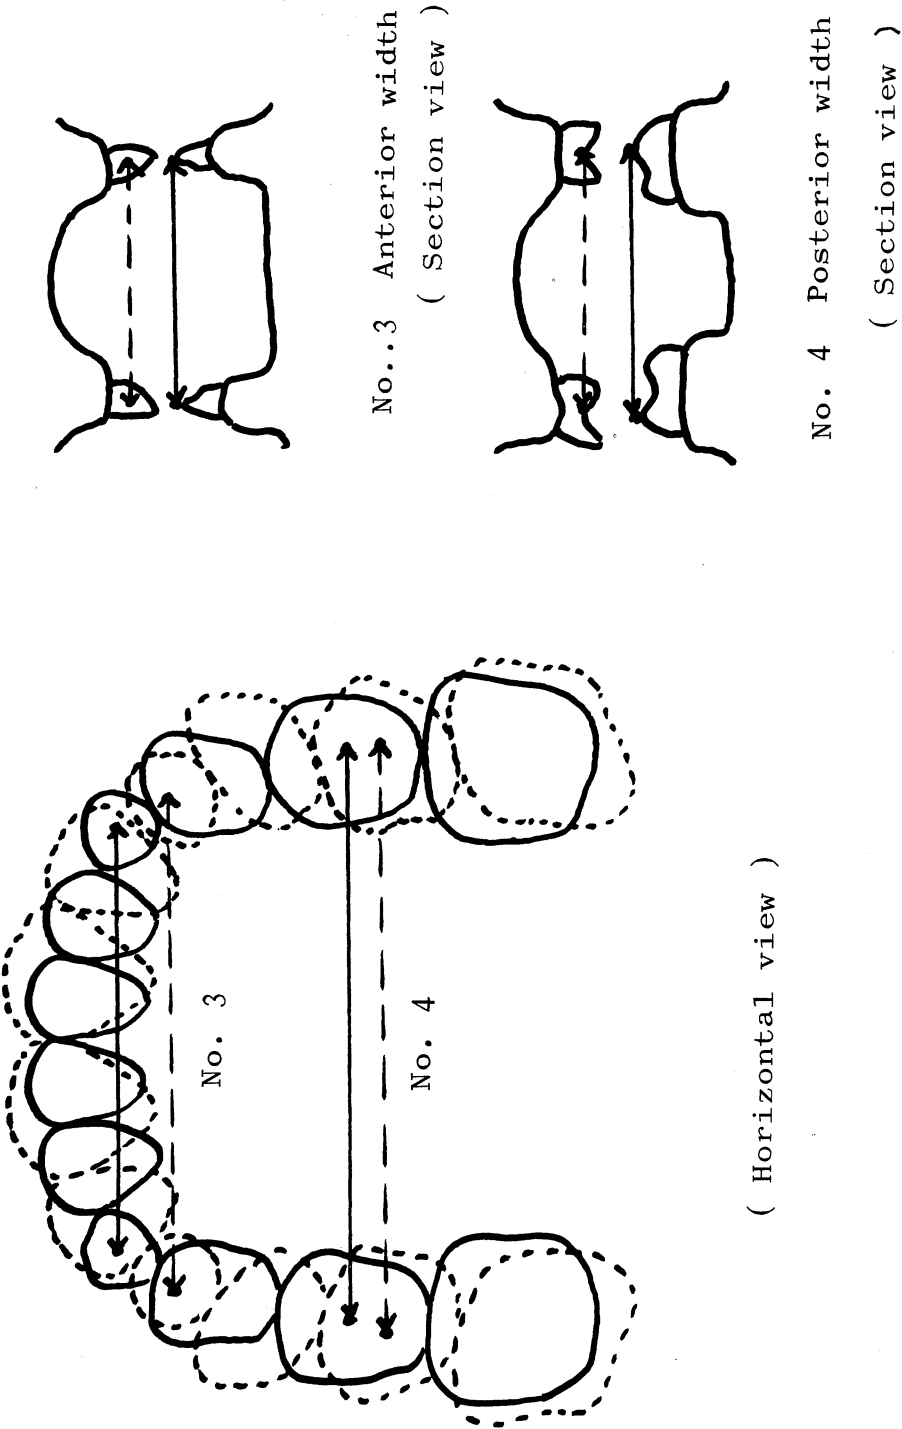 No..3 Anterior width
( Section view )
No. 4 Posterior width
( Section view )
No. 3
No. 4
( Horizontal view )